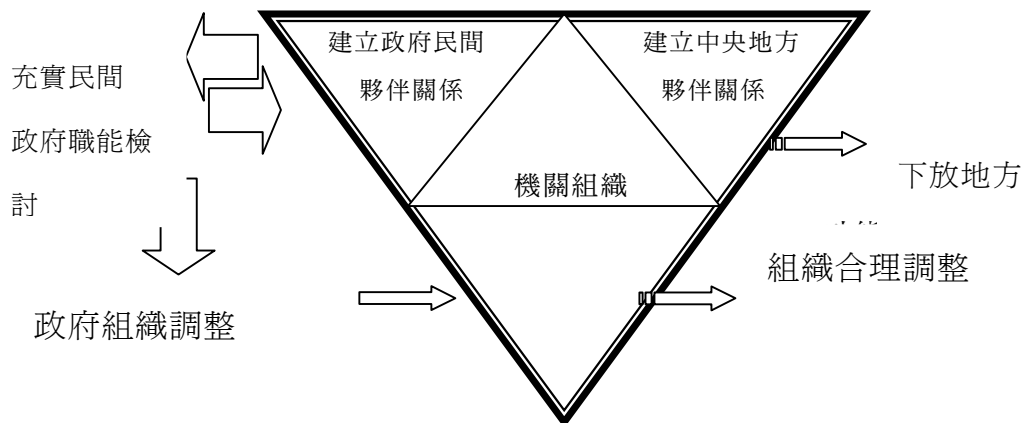 建立政府民間
夥伴關係
建立中央地方
夥伴關係
充實民間
政府職能檢
討
機關組織
下放地方
組織合理調整
政府組織調整